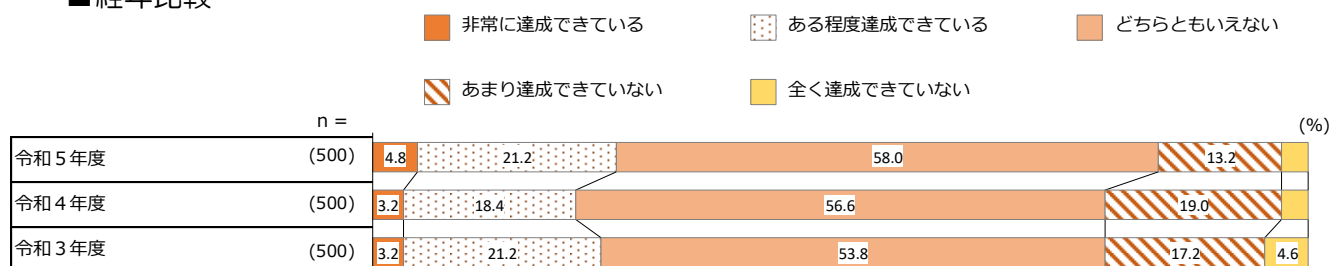 ■経年比較
非常に達成できている ある程度達成できている どちらともいえない
あまり達成できていない 全く達成できていない
n =
(%)
令和５年度 (500) 4.8 21.2 58.0 13.2
令和４年度 (500) 3.2 18.4 56.6 19.0
令和３年度 (500) 3.2 21.2 53.8 17.2 4.6